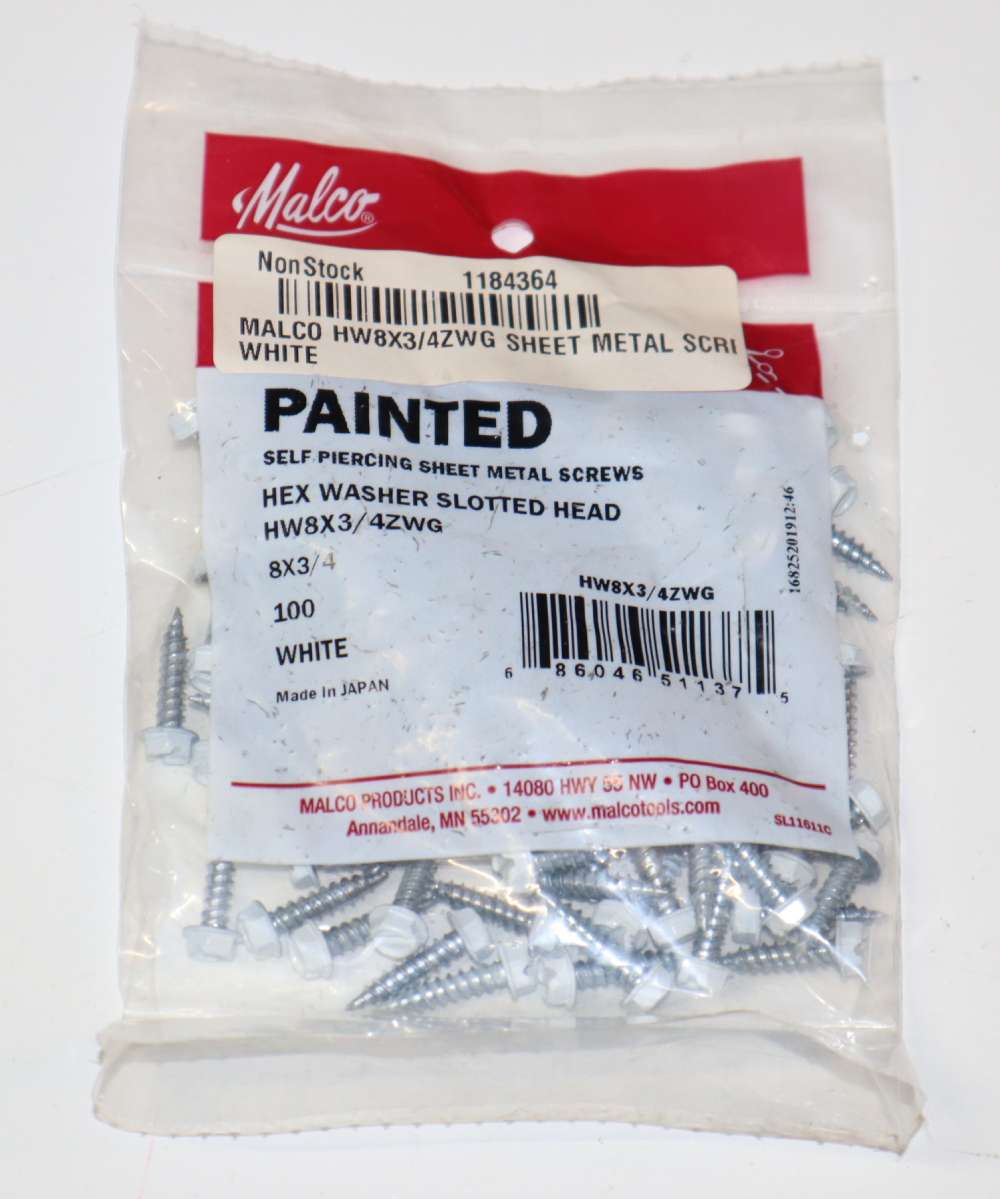 Malco®
NonStock 1184364
MALCO HW8X3/4ZWG SHEET METAL SCRE
WHITE
PAINTED
SELF PIERCING SHEET METAL SCREWS
HEX WASHER SLOTTED HEAD
HW8X3/4ZWG
8X3/4
100
WHITE
Made In JAPAN
HW8X3/4ZWG
6 86046 51137 5
16825201912:46
MALCO PRODUCTS INC. • 14080 HWY 55 NW • PO Box 400
Annandale, MN 55302 • www.malcotools.com
SL11611C